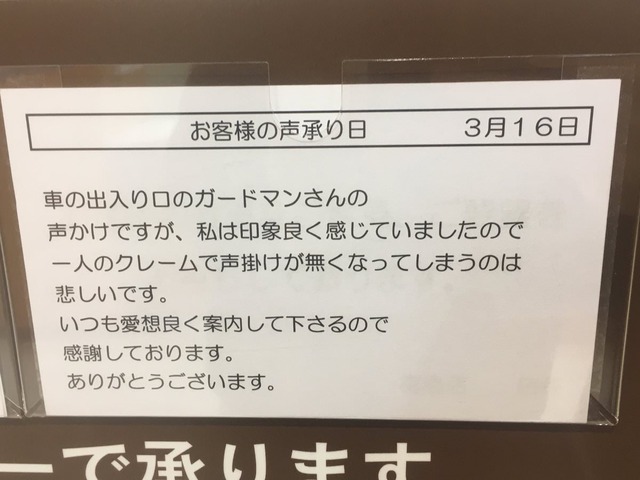 お客様の声承り日 3月16日
車の出入り口のガードマンさんの
声かけですが、私は印象良く感じていましたので
一人のクレームで声掛けが無くなってしまうのは
悲しいです。
いつも愛想良く案内して下さるので
感謝しております。
ありがとうございます。
ーで承ります